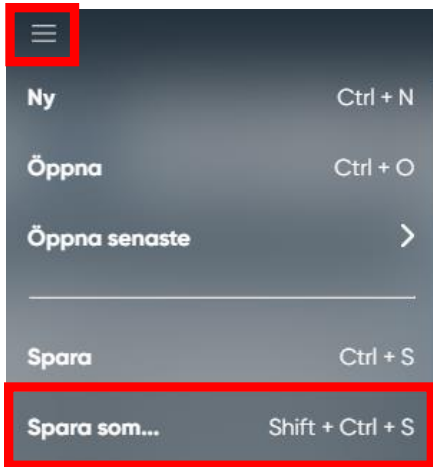 Ny Ctrl + N
Öppna Ctrl + O
Öppna senaste
Spara Ctrl + S
Spara som... Shift + Ctrl + S